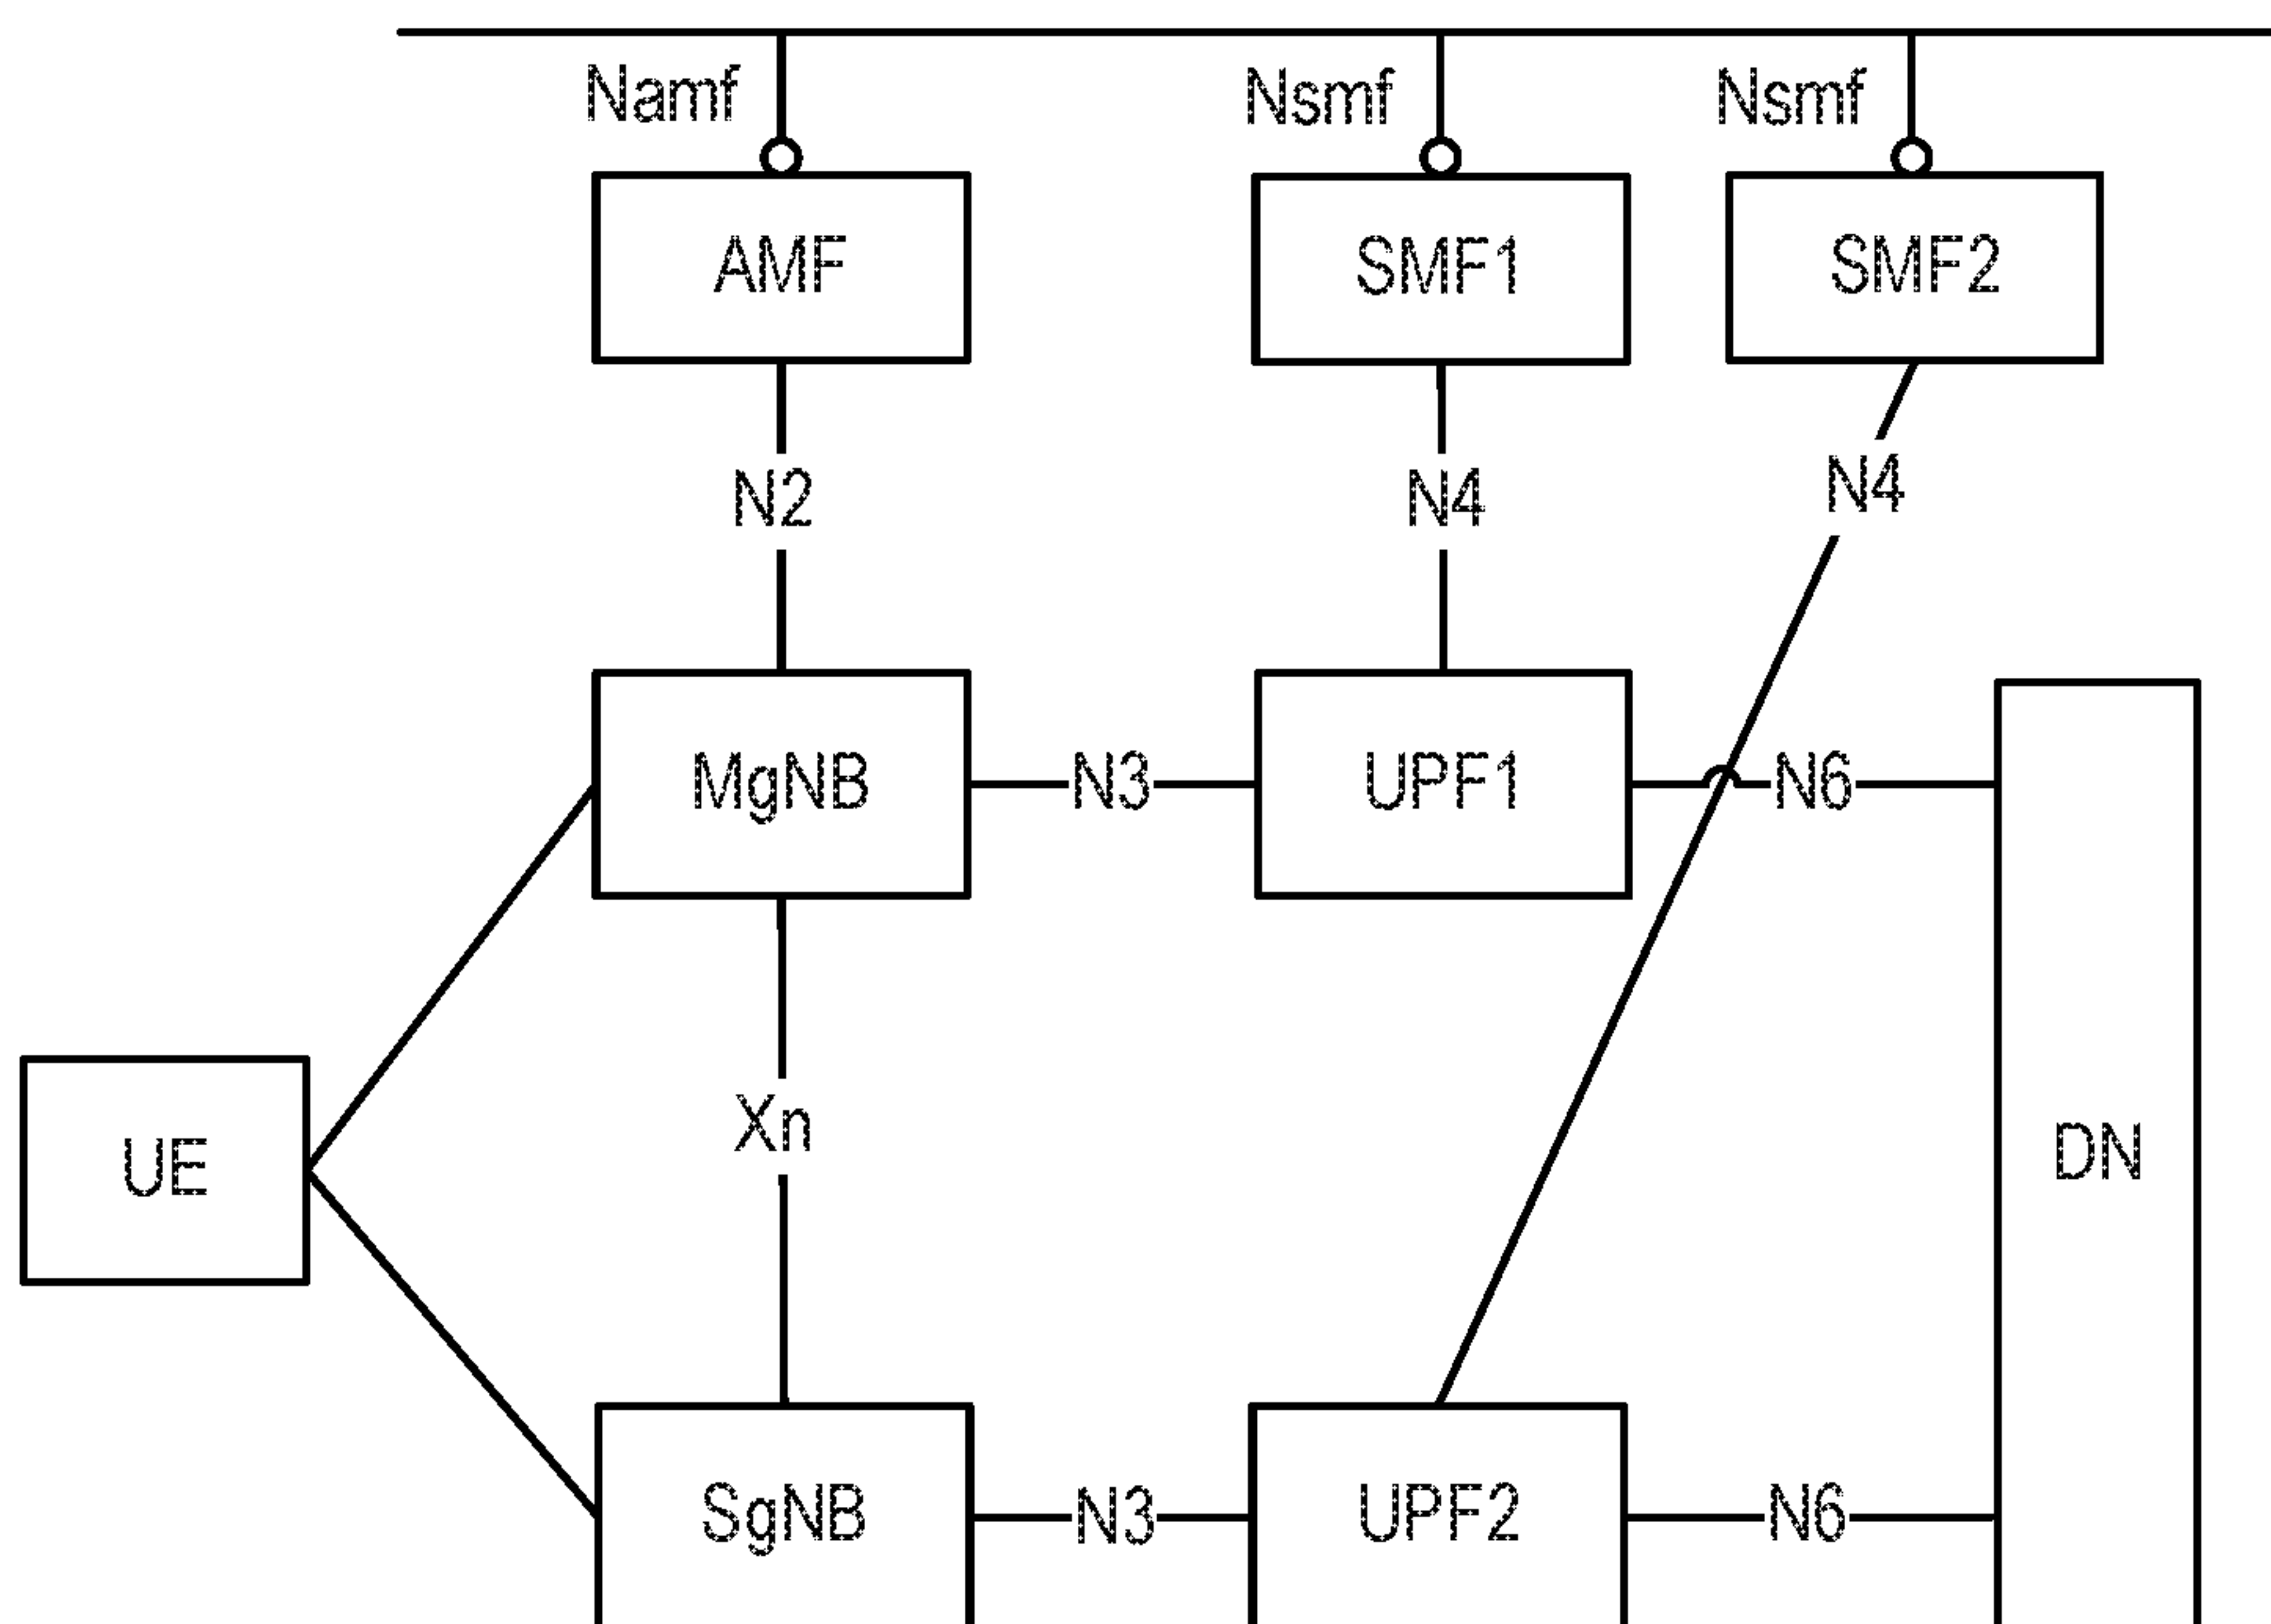 Namf Nsmf Nsmf
AMF SMF1 SMF2
N2 N4 N4
MgNB N3 UPF1 N6
Xn
UE DN
SgNB N3 UPF2 N6